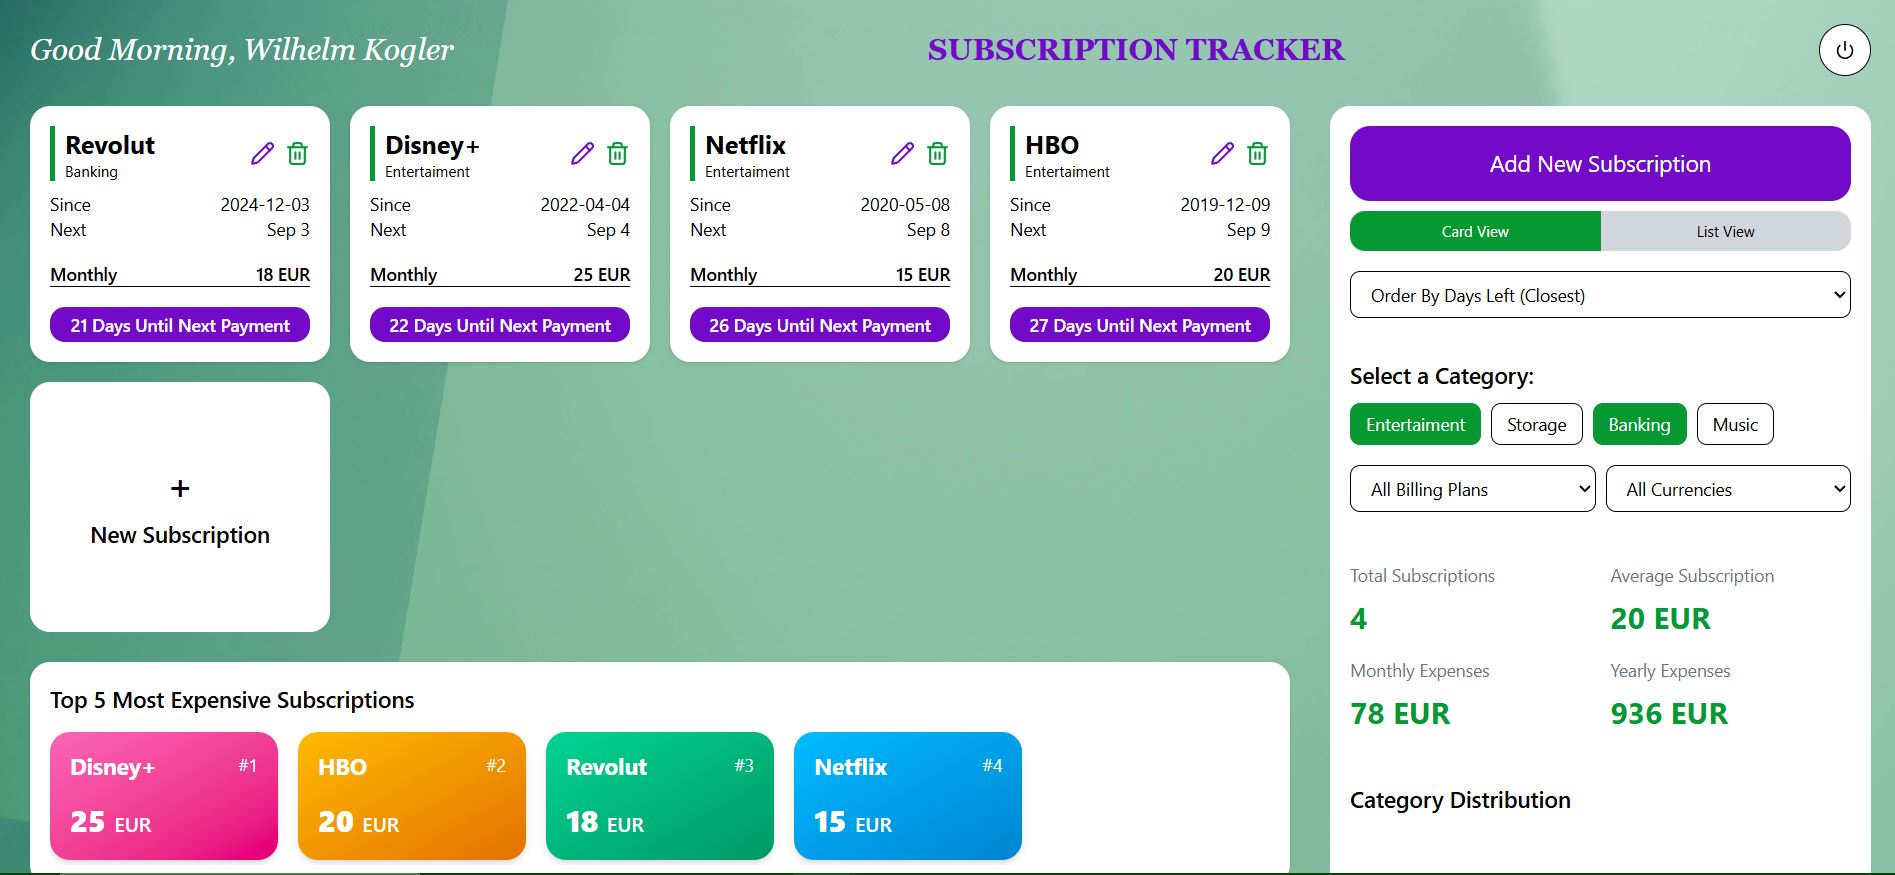 Good Morning, Wilhelm Kogler
SUBSCRIPTION TRACKER
Revolut
Banking
Since 2024-12-03
Next Sep 3
Monthly 18 EUR
21 Days Until Next Payment
Disney+
Entertaiment
Since 2022-04-04
Next Sep 4
Monthly 25 EUR
22 Days Until Next Payment
Netflix
Entertaiment
Since 2020-05-08
Next Sep 8
Monthly 15 EUR
26 Days Until Next Payment
HBO
Entertaiment
Since 2019-12-09
Next Sep 9
Monthly 20 EUR
27 Days Until Next Payment
+
New Subscription
Top 5 Most Expensive Subscriptions
Disney+ #1
25 EUR
HBO #2
20 EUR
Revolut #3
18 EUR
Netflix #4
15 EUR
Add New Subscription
Card View List View
Order By Days Left (Closest)
Select a Category:
Entertaiment Storage Banking Music
All Billing Plans All Currencies
Total Subscriptions
4
Average Subscription
20 EUR
Monthly Expenses
78 EUR
Yearly Expenses
936 EUR
Category Distribution